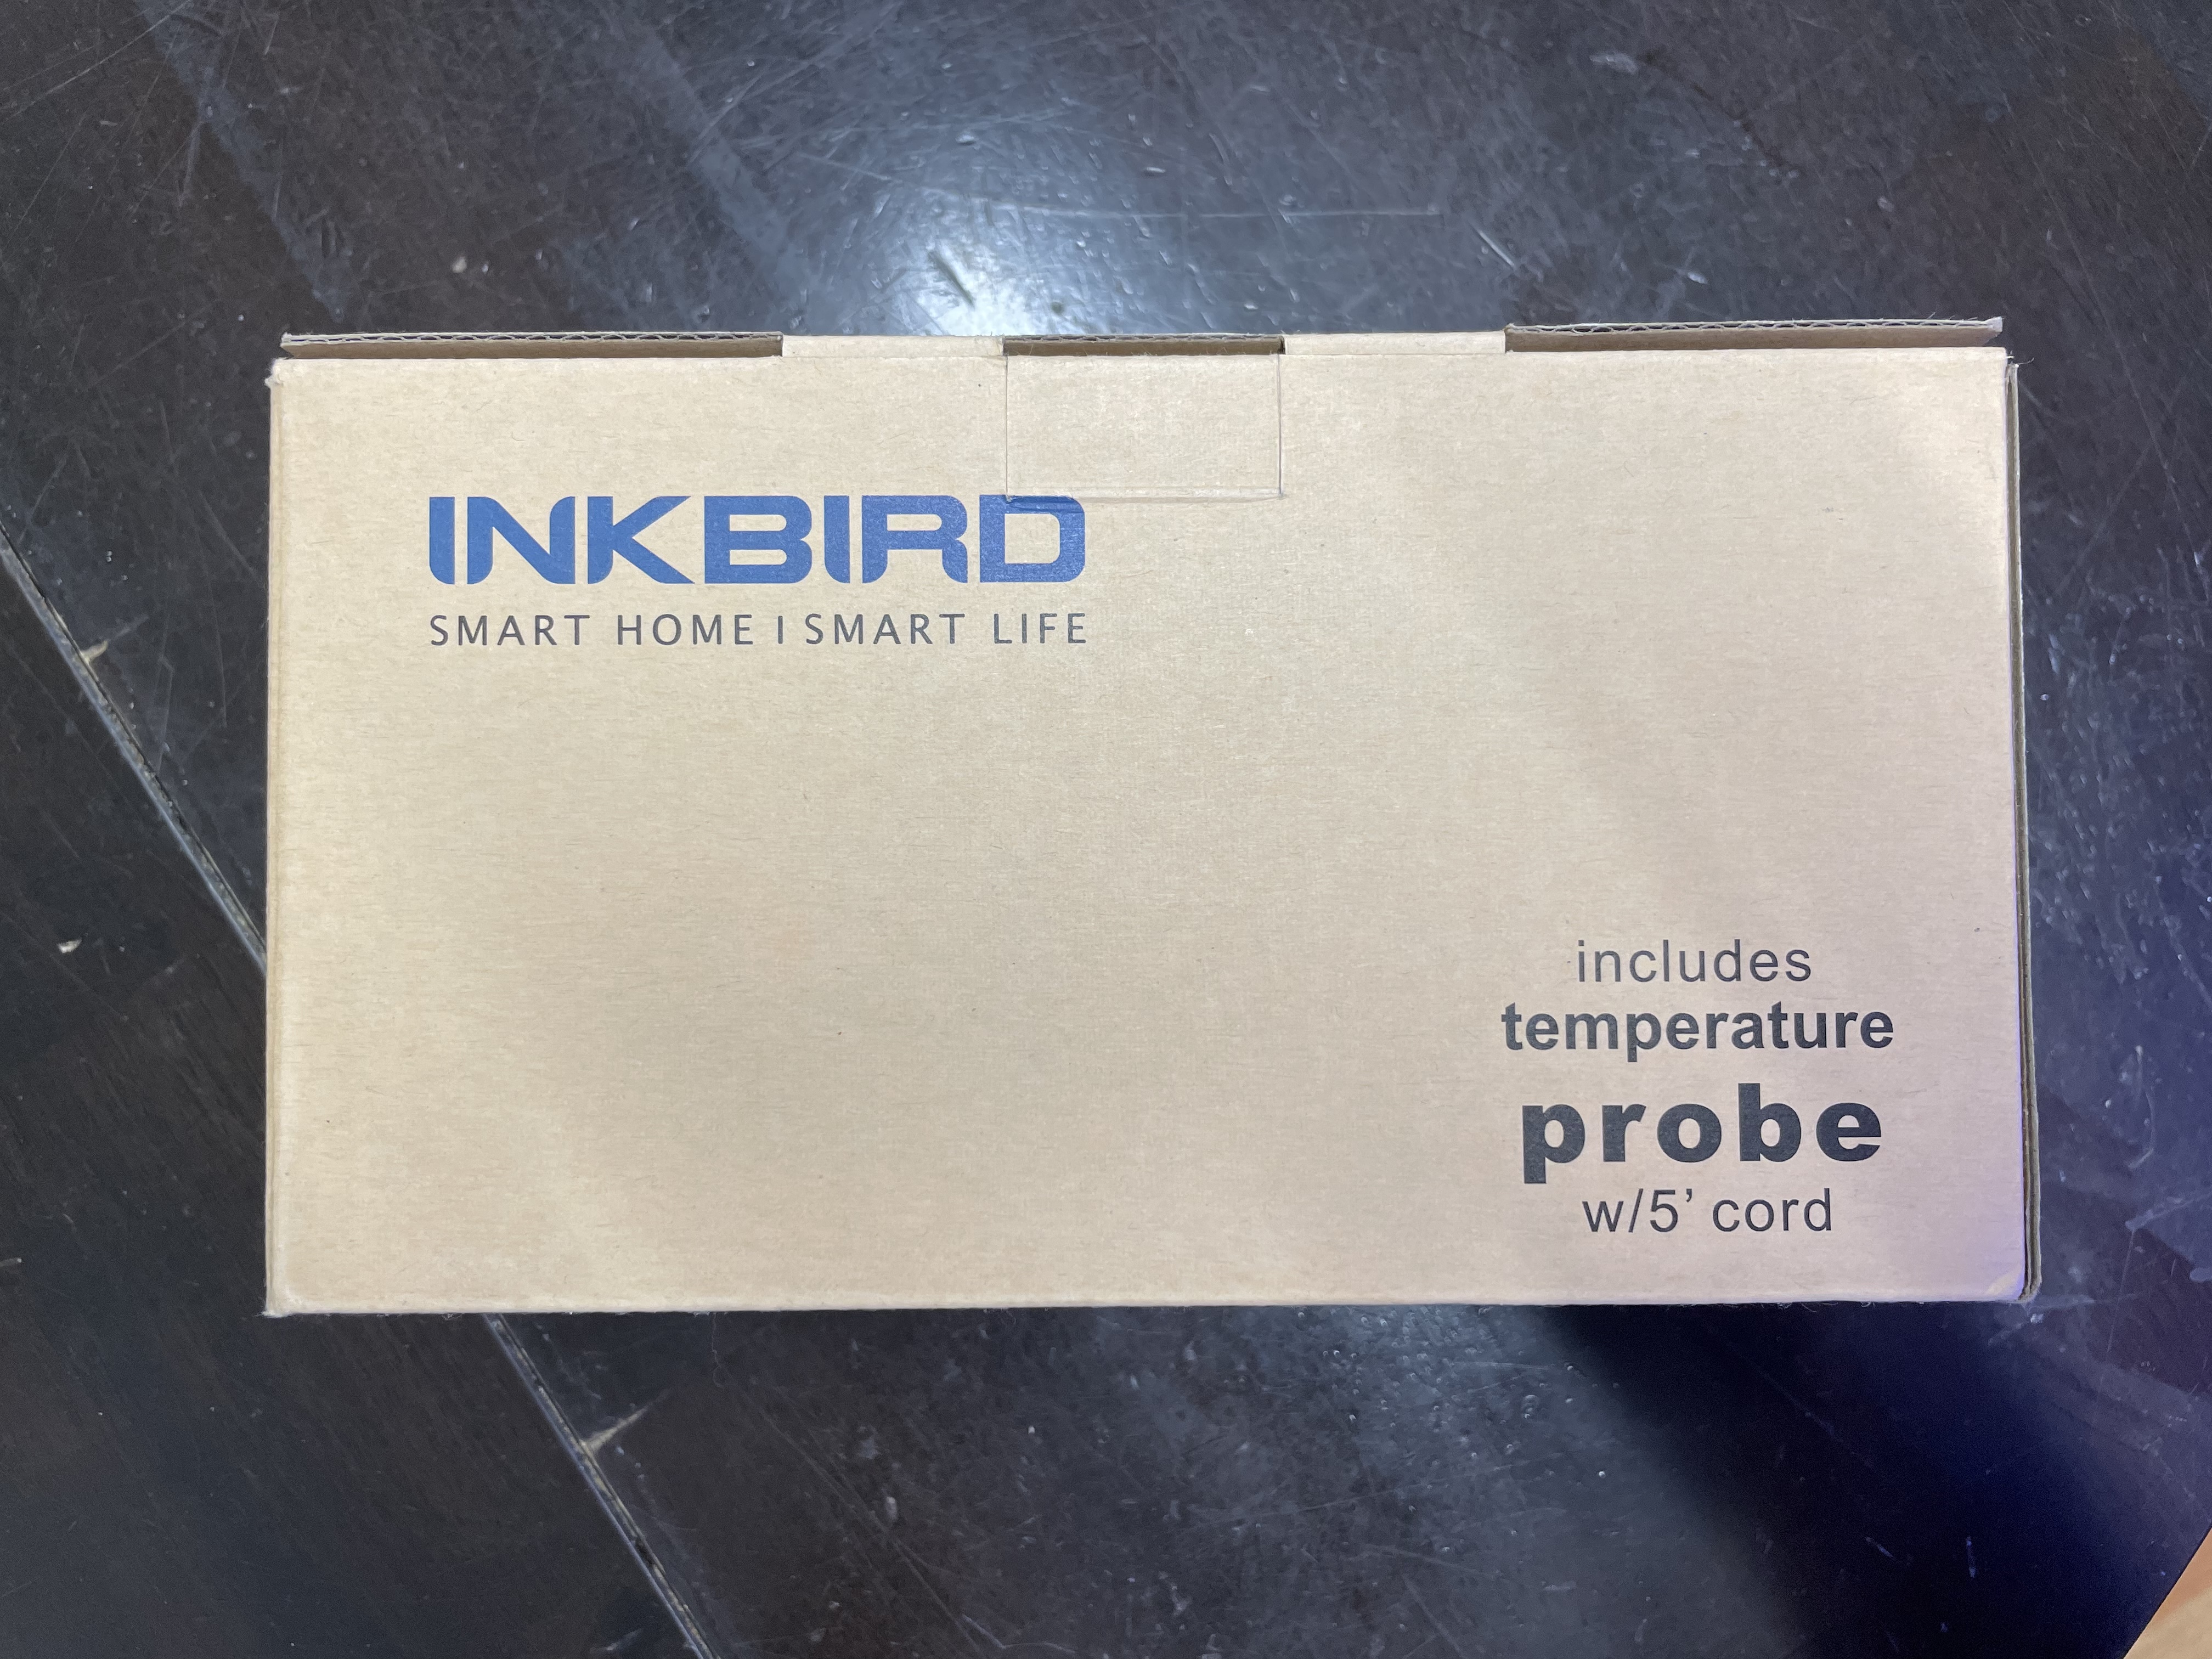 INKBIRD
SMART HOME | SMART LIFE
includes
temperature
probe
w/5’ cord